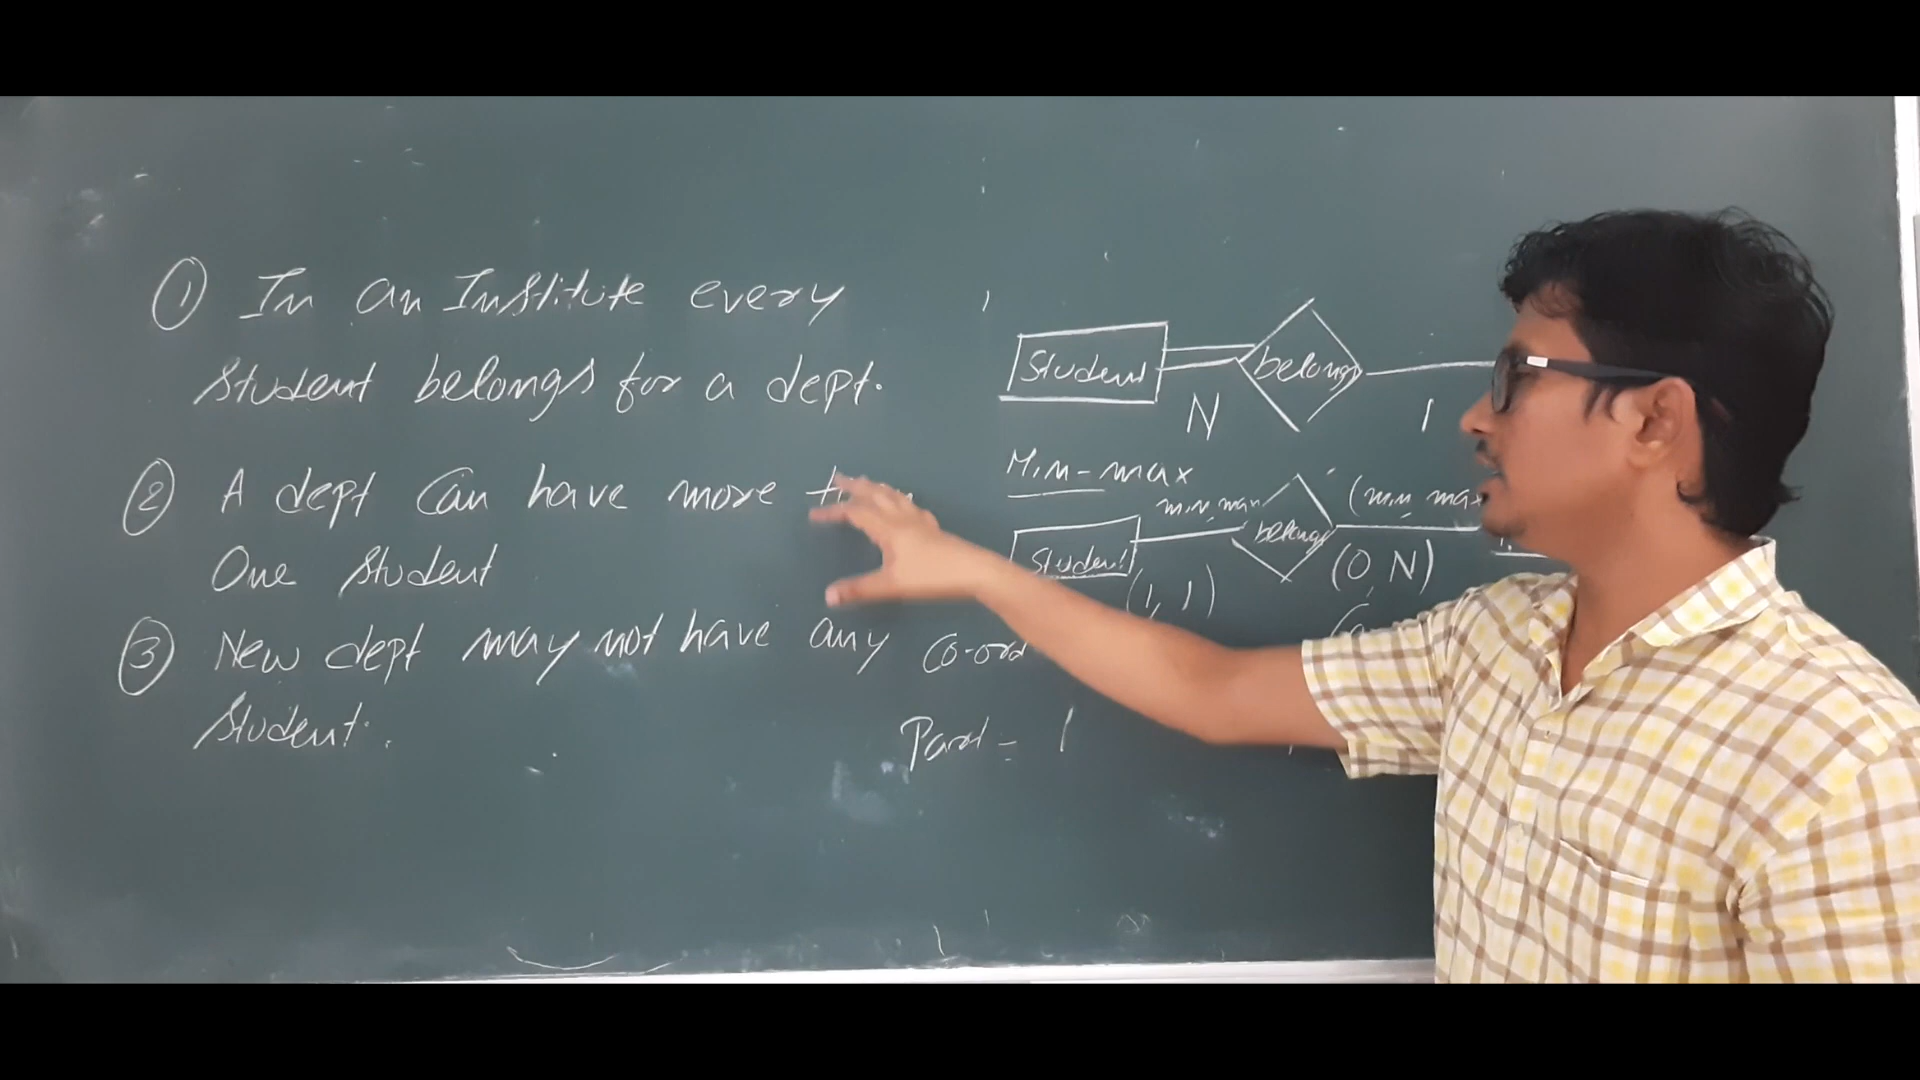 ① In an Institute every
student belongs for a dept.
② A dept can have more
One student
③ New dept may not have any
student.
Student belongs
N 1
Min-max
min, max (min, max
Student belongs
(1, 1) (0, N)
co-ord
Part = 1